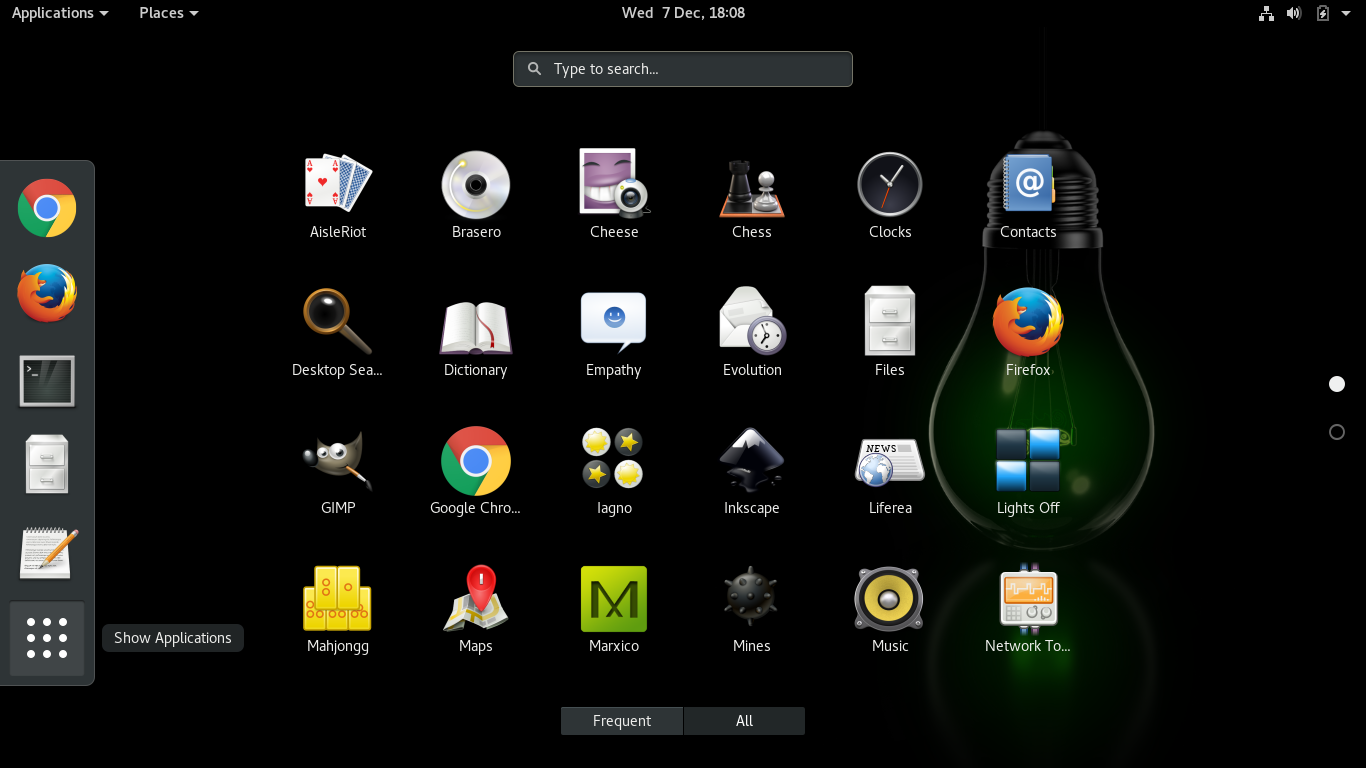 Applications Places Wed 7 Dec, 18:08
Type to search...
AisleRiot Brasero Cheese Chess Clocks Contacts
Desktop Sea... Dictionary Empathy Evolution Files Firefox
NEWS
GIMP Google Chro... Iagno Inkscape Liferea Lights Off
Show Applications
Mahjongg Maps Marxico Mines Music Network To...
Frequent All